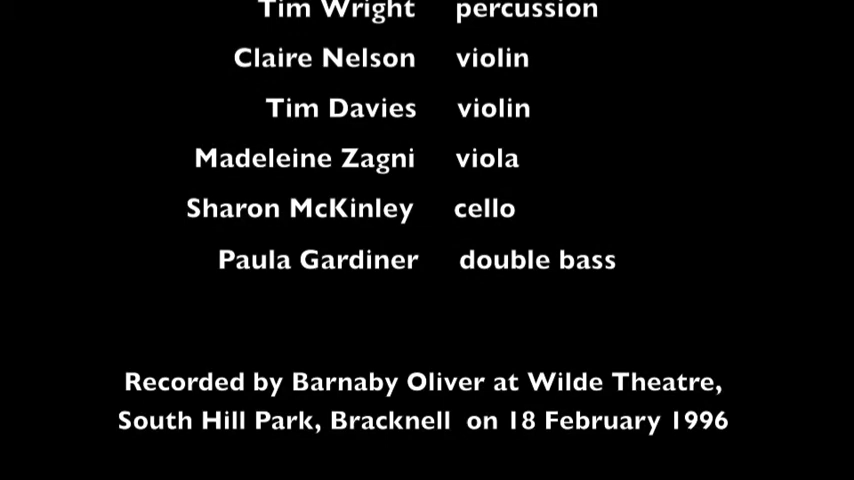 Tim Wright percussion
Claire Nelson violin
Tim Davies violin
Madeleine Zagni viola
Sharon McKinley cello
Paula Gardiner double bass
Recorded by Barnaby Oliver at Wilde Theatre,
South Hill Park, Bracknell on 18 February 1996